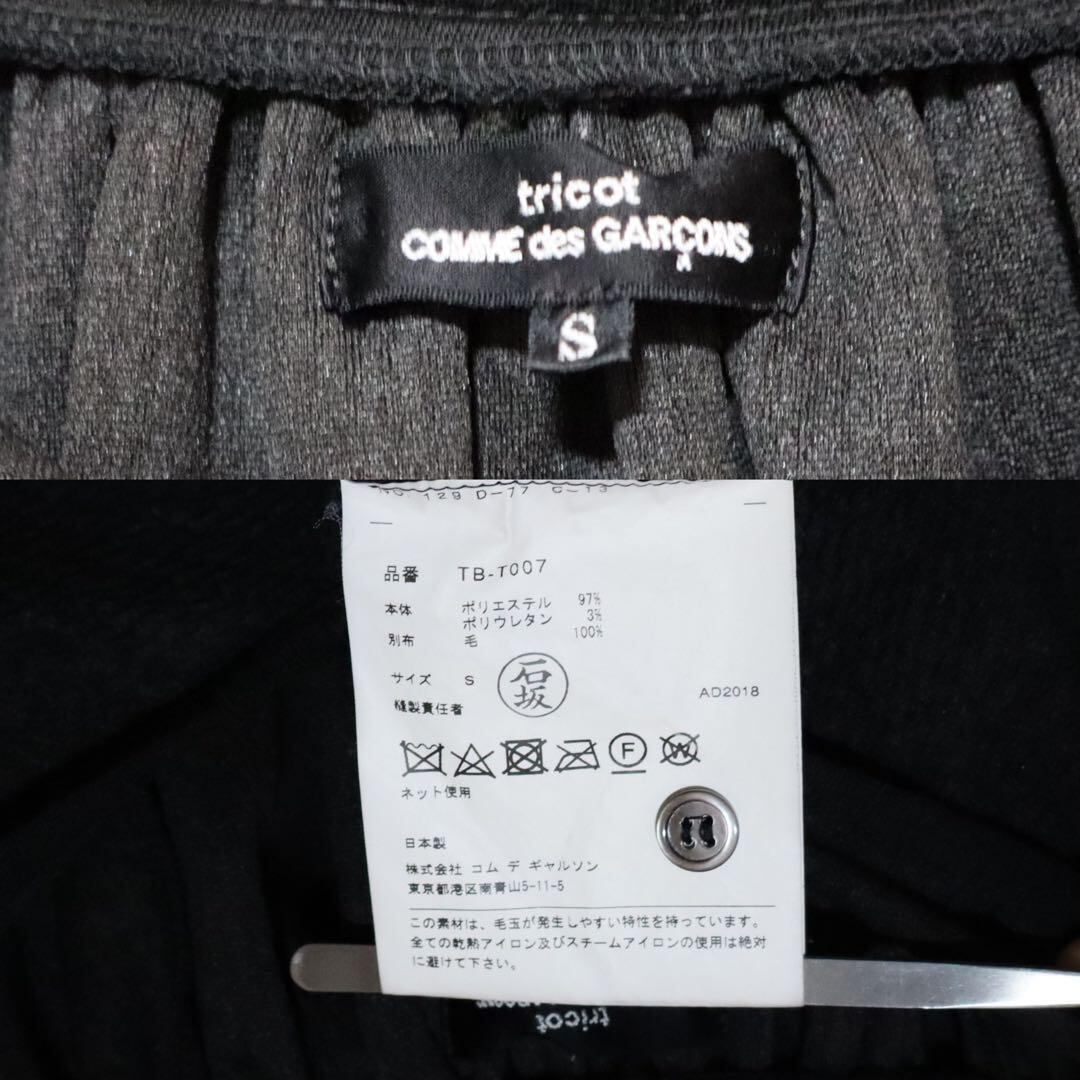 tricot
COMME des GARÇONS
S
NO. 129 D-77 C-13
品番 TB-T007
本体 ポリエステル 97%
ポリウレタン 3%
別布 毛 100%
サイズ S
石坂
AD2018
縫製責任者
F W
ネット使用
日本製
株式会社 コム デ ギャルソン
東京都港区南青山5-11-5
この素材は、毛玉が発生しやすい特性を持っています。
全ての乾熱アイロン及びスチームアイロンの使用は絶対
に避けて下さい。
tricot